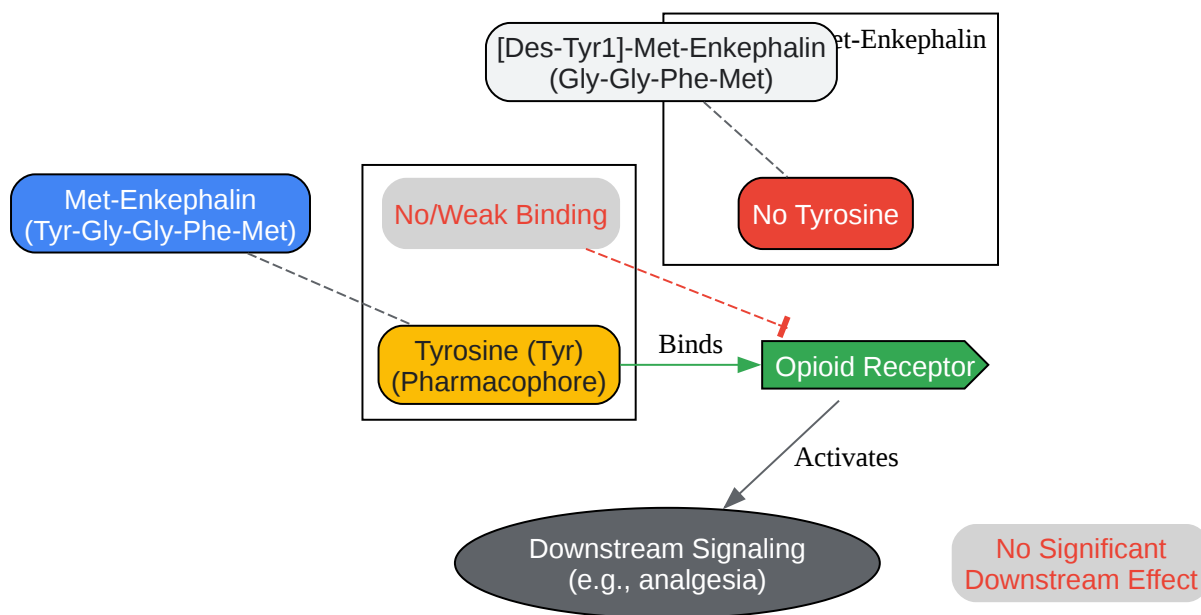 [Des-Tyr1]-Met-Enkephalin
(Gly-Gly-Phe-Met)
et-Enkephalin
Met-Enkephalin
(Tyr-Gly-Gly-Phe-Met)
No/Weak Binding
No Tyrosine
Tyrosine (Tyr)
(Pharmacophore)
Binds
Opioid Receptor
Activates
Downstream Signaling
(e.g., analgesia)
No Significant
Downstream Effect